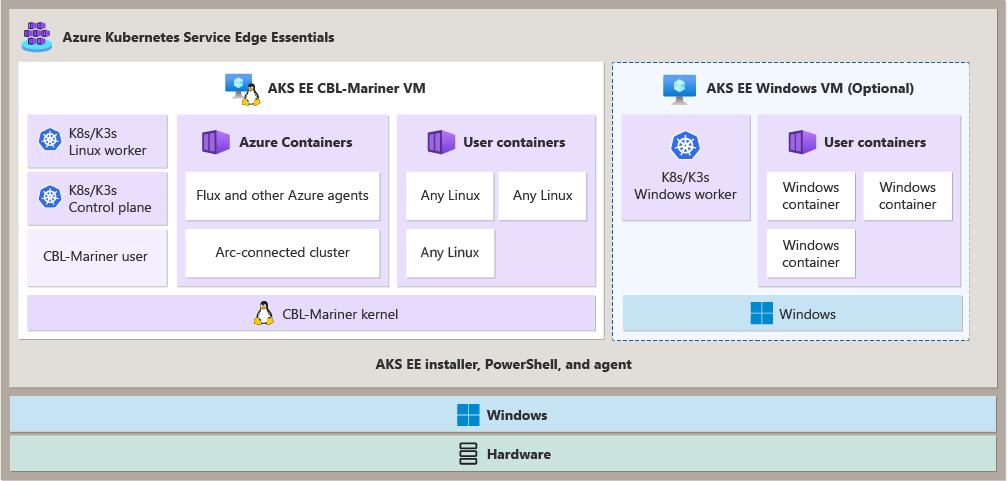 Azure Kubernetes Service Edge Essentials
AKS EE CBL-Mariner VM
K8s/K3s
Linux worker
K8s/K3s
Control plane
CBL-Mariner user
Azure Containers
Flux and other Azure agents
Arc-connected cluster
User containers
Any Linux
Any Linux
Any Linux
CBL-Mariner kernel
AKS EE Windows VM (Optional)
K8s/K3s
Windows worker
User containers
Windows
container
Windows
container
Windows
container
Windows
AKS EE installer, PowerShell, and agent
Windows
Hardware